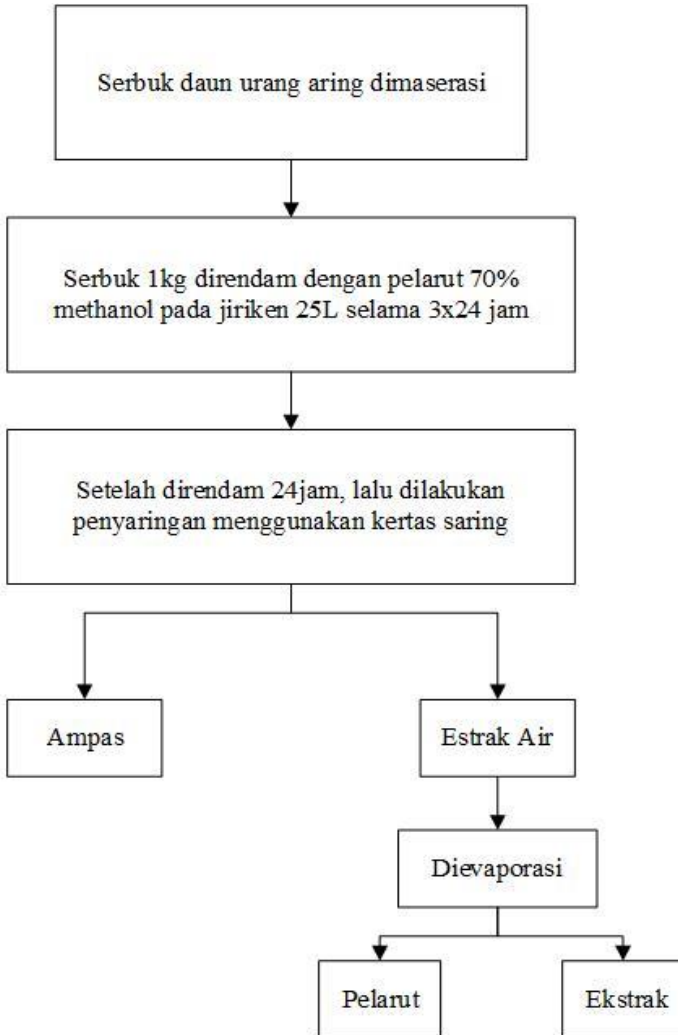 Serbuk daun urang aring dimaserasi
Serbuk 1kg direndam dengan pelarut 70%
methanol pada jiriken 25L selama 3x24 jam
Setelah direndam 24jam, lalu dilakukan
penyaringan menggunakan kertas saring
Ampas
Estrak Air
Dievaporasi
Pelarut
Ekstrak